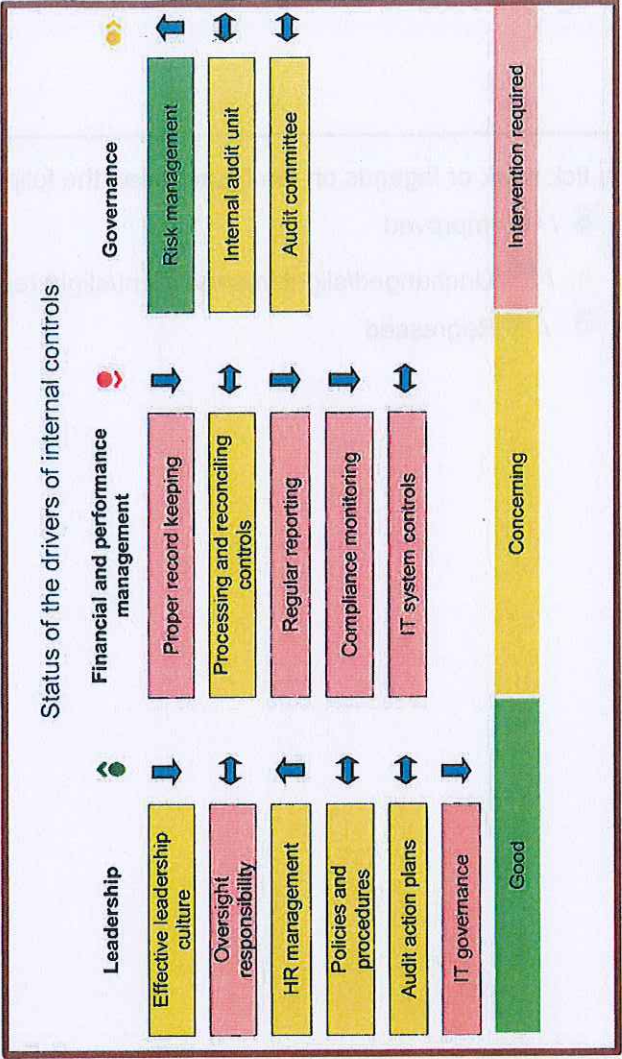 Status of the drivers of internal controls
Leadership
Effective leadership
culture
Oversight
responsibility
HR management
Policies and
procedures
Audit action plans
IT governance
Financial and performance
management
Proper record keeping
Processing and reconciling
controls
Regular reporting
Compliance monitoring
IT system controls
Governance
Risk management
Internal audit unit
Audit committee
Good
Concerning
Intervention required